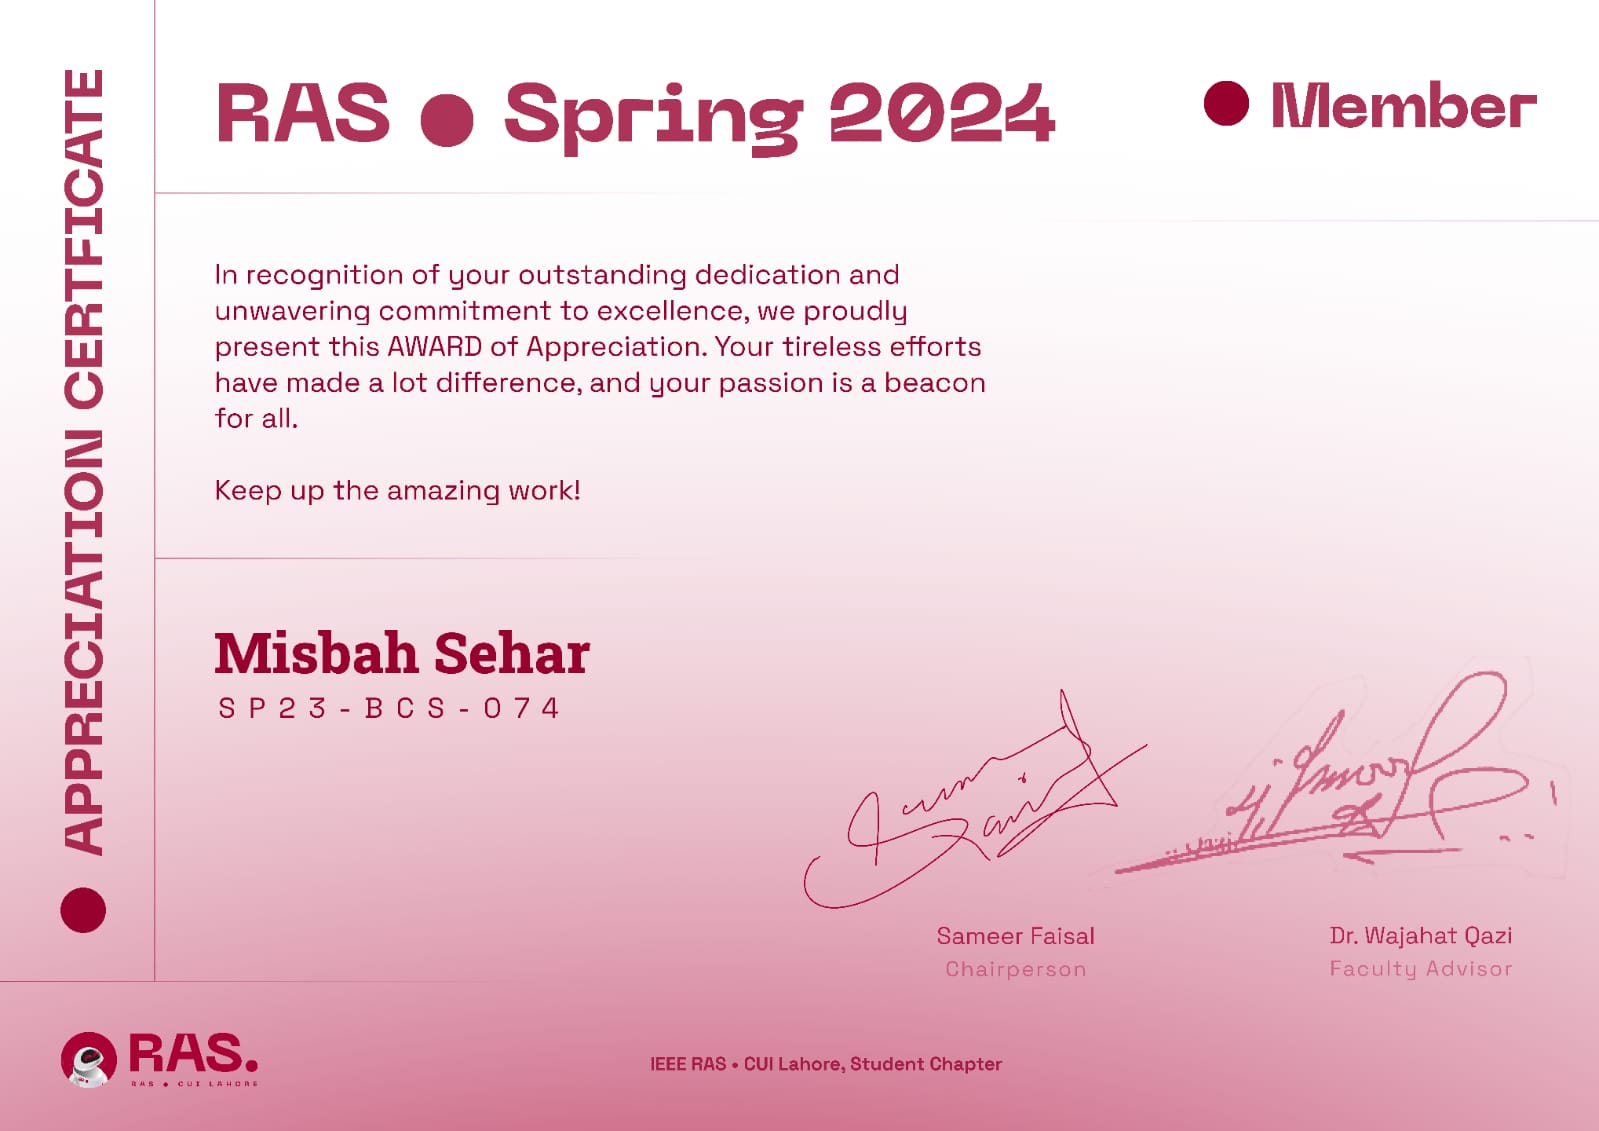 APPRECIATION CERTFICATE
RAS ● Spring 2024
● Member
In recognition of your outstanding dedication and
unwavering commitment to excellence, we proudly
present this AWARD of Appreciation. Your tireless efforts
have made a lot difference, and your passion is a beacon
for all.
Keep up the amazing work!
Misbah Sehar
SP23-BCS-074
Sameer Faisal
Chairperson
Dr. Wajahat Qazi
Faculty Advisor
RAS.
RAS ● CUI LAHORE
IEEE RAS • CUI Lahore, Student Chapter